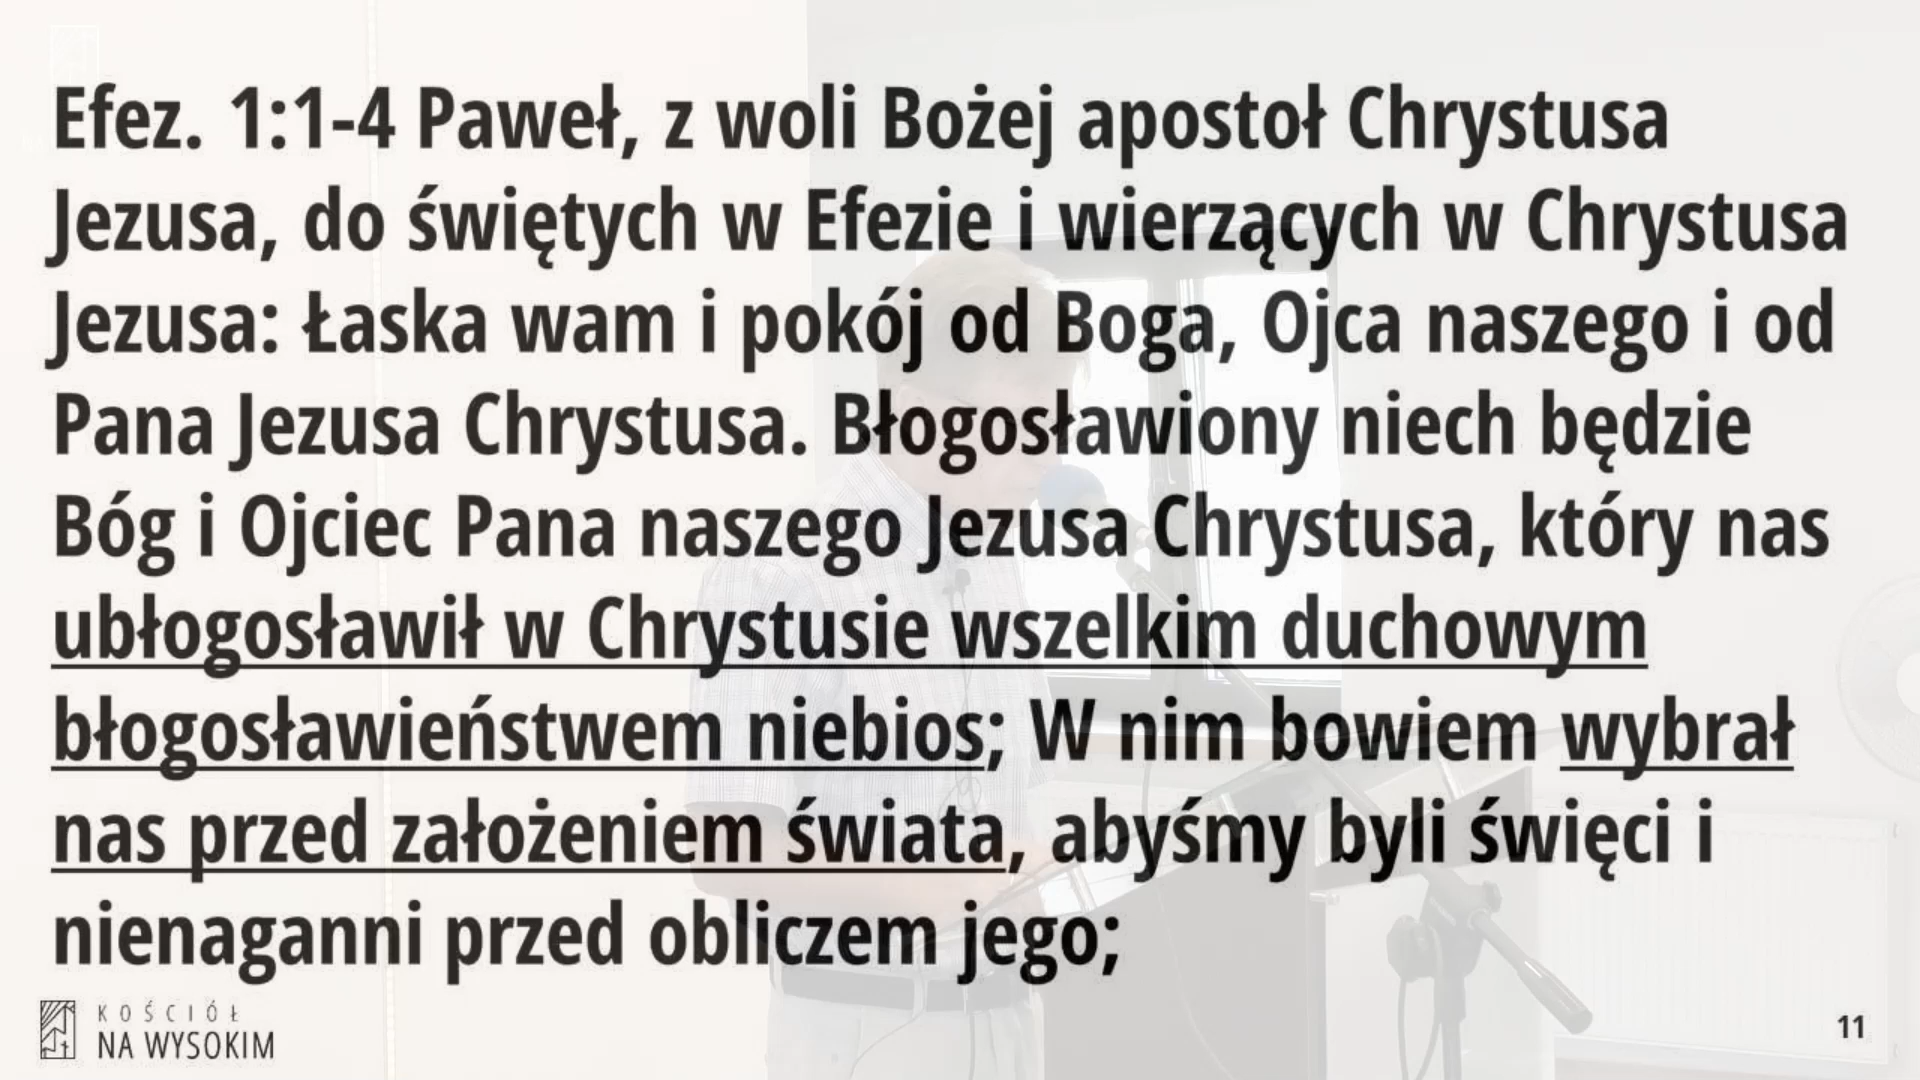 Efez. 1:1-4 Paweł, z woli Bożej apostoł Chrystusa
Jezusa, do świętych w Efezie i wierzących w Chrystusa
Jezusa: Łaska wam i pokój od Boga, Ojca naszego i od
Pana Jezusa Chrystusa. Błogosławiony niech będzie
Bóg i Ojciec Pana naszego Jezusa Chrystusa, który nas
ubłogosławił w Chrystusie wszelkim duchowym
błogosławieństwem niebios; W nim bowiem wybrał
nas przed założeniem świata, abyśmy byli święci i
nienaganni przed obliczem jego;
KOŚCIÓŁ
NA WYSOKIM
11